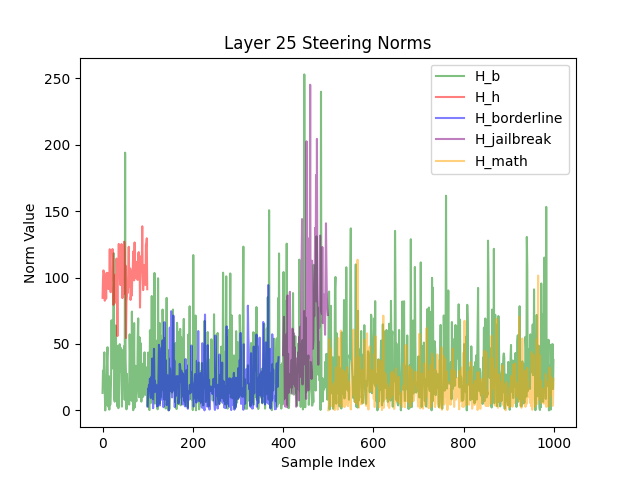 Layer 25 Steering Norms
250
200
150
100
50
0
Norm Value
H_b
H_h
H_borderline
H_jailbreak
H_math
0 200 400 600 800 1000
Sample Index